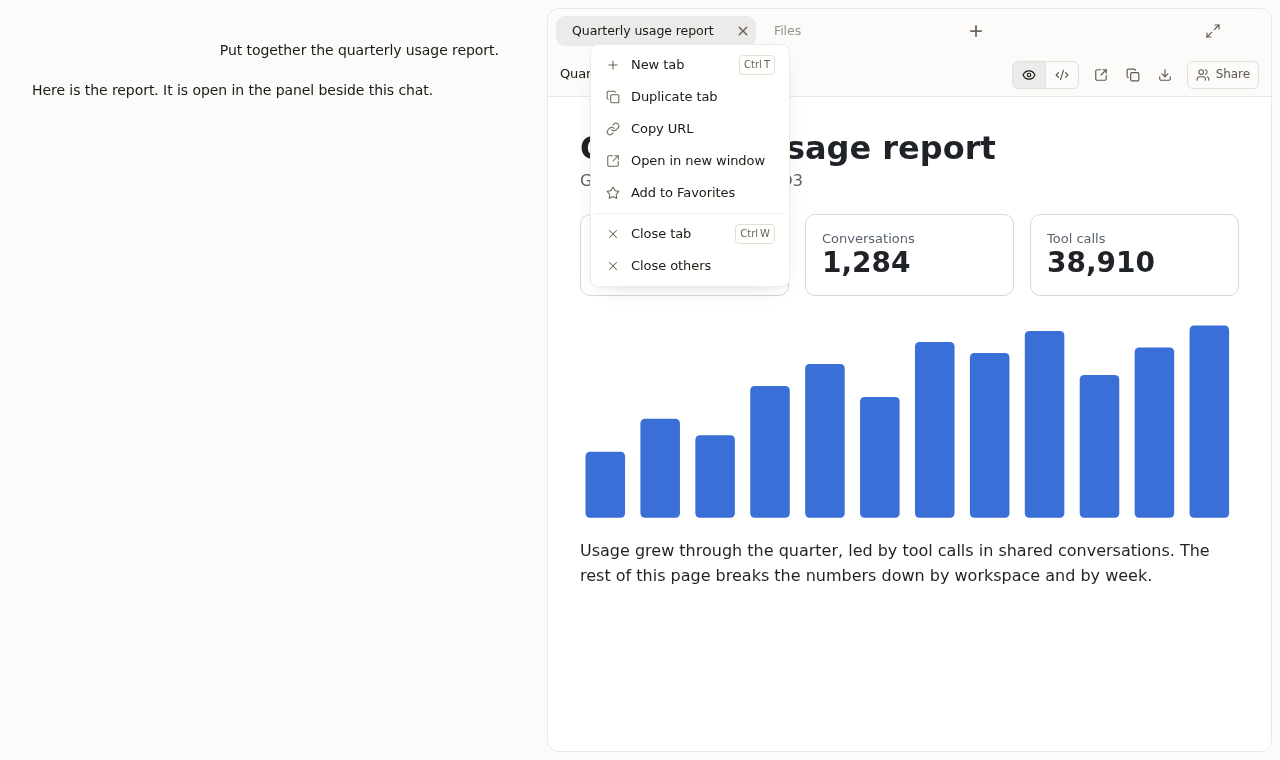 Put together the quarterly usage report.
Here is the report. It is open in the panel beside this chat.
Quarterly usage report
Files
New tab Ctrl T
Duplicate tab
Copy URL
Open in new window
Add to Favorites
Close tab Ctrl W
Close others
Share
usage report
Conversations
1,284
Tool calls
38,910
Usage grew through the quarter, led by tool calls in shared conversations. The
rest of this page breaks the numbers down by workspace and by week.